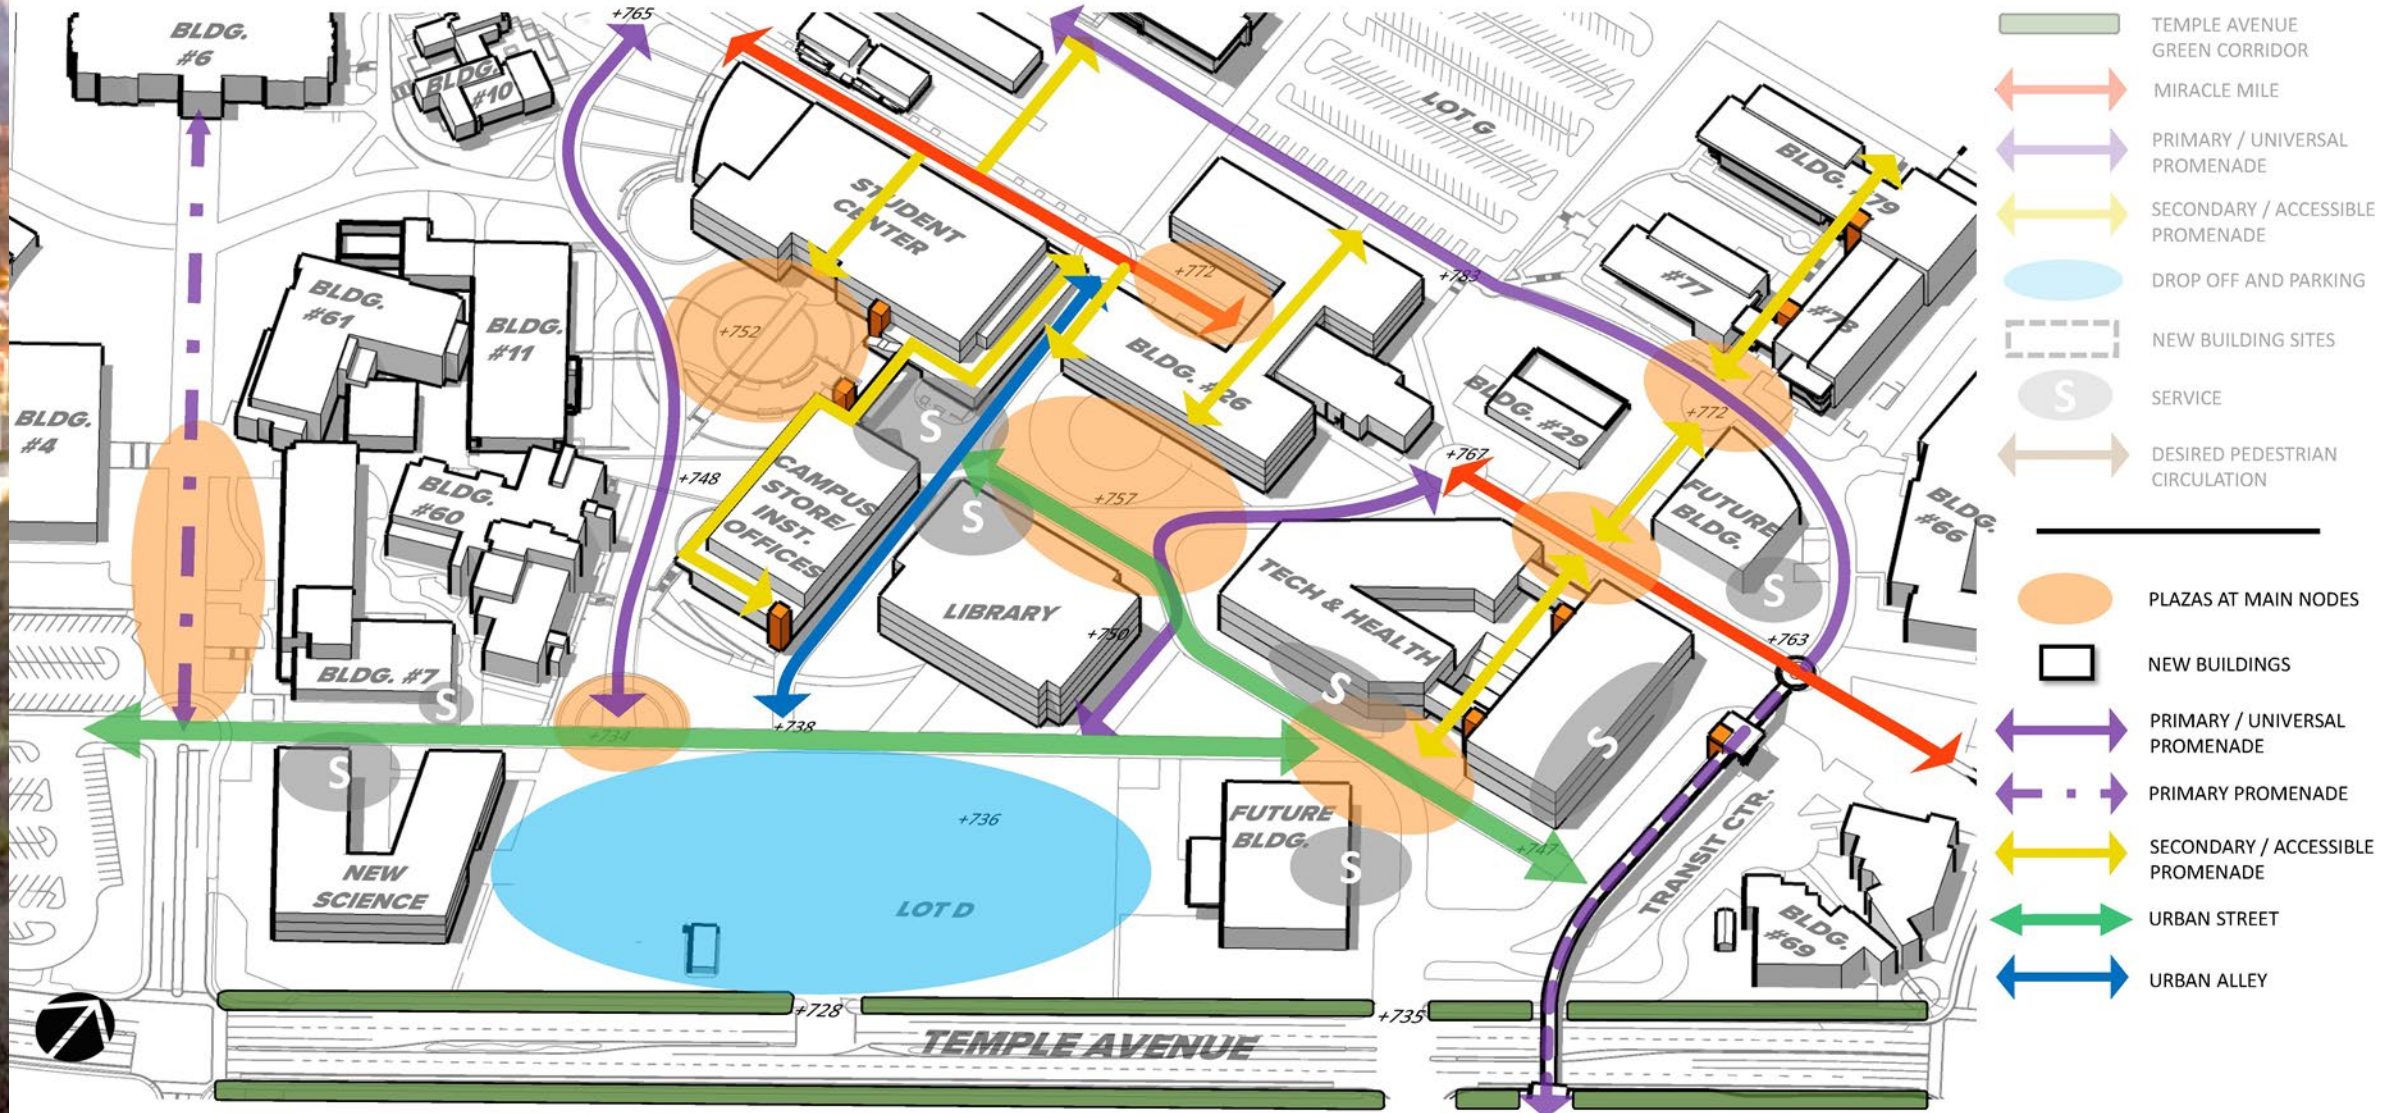 +765
BLDG.
#6
BLDG.
#10
LOT G
BLDG. #79
STUDENT
CENTER
+772
+783
#77
#73
BLDG.
#61
BLDG.
#11
+752
BLDG. #26
BLDG. #29
+772
BLDG.
#4
S
+767
BLDG.
#60
+748
CAMPUS
STORE/
INST.
OFFICES
S
+757
FUTURE
BLDG.
BLDG.
#66
LIBRARY
+750
TECH & HEALTH
S
+763
BLDG. #7
S
S
S
+734
+738
S
NEW
SCIENCE
+736
LOT D
FUTURE
BLDG.
S
+747
TRANSIT CTR.
BLDG.
#69
+728
+735
TEMPLE AVENUE
TEMPLE AVENUE
GREEN CORRIDOR
MIRACLE MILE
PRIMARY / UNIVERSAL
PROMENADE
SECONDARY / ACCESSIBLE
PROMENADE
DROP OFF AND PARKING
NEW BUILDING SITES
S
SERVICE
DESIRED PEDESTRIAN
CIRCULATION
PLAZAS AT MAIN NODES
NEW BUILDINGS
PRIMARY / UNIVERSAL
PROMENADE
PRIMARY PROMENADE
SECONDARY / ACCESSIBLE
PROMENADE
URBAN STREET
URBAN ALLEY